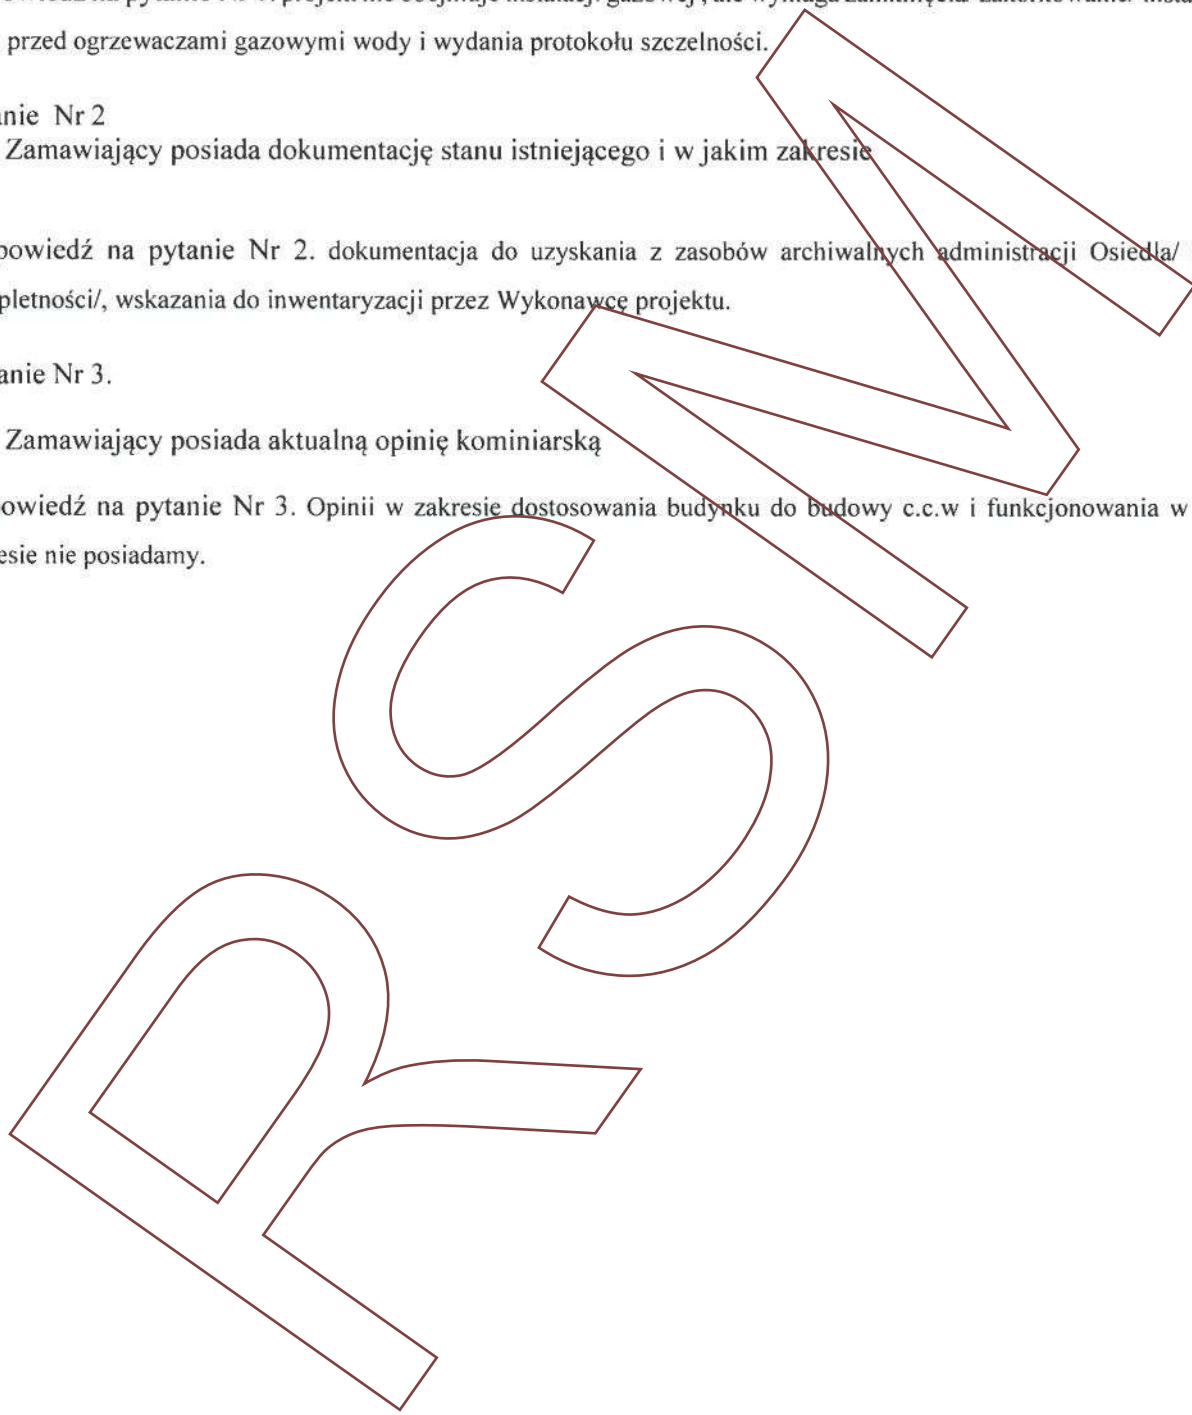 przed ogrzewaczami gazowymi wody i wydania protokołu szczelności.
anie Nr 2
Zamawiający posiada dokumentację stanu istniejącego i w jakim zakresie
powiedź na pytanie Nr 2. dokumentacja do uzyskania z zasobów archiwalnych administracji Osiedla/
pletności/, wskazania do inwentaryzacji przez Wykonawcę projektu.
anie Nr 3.
Zamawiający posiada aktualną opinię kominiarską
owiedź na pytanie Nr 3. Opinii w zakresie dostosowania budynku do budowy c.c.w i funkcjonowania w
esie nie posiadamy.
RSM